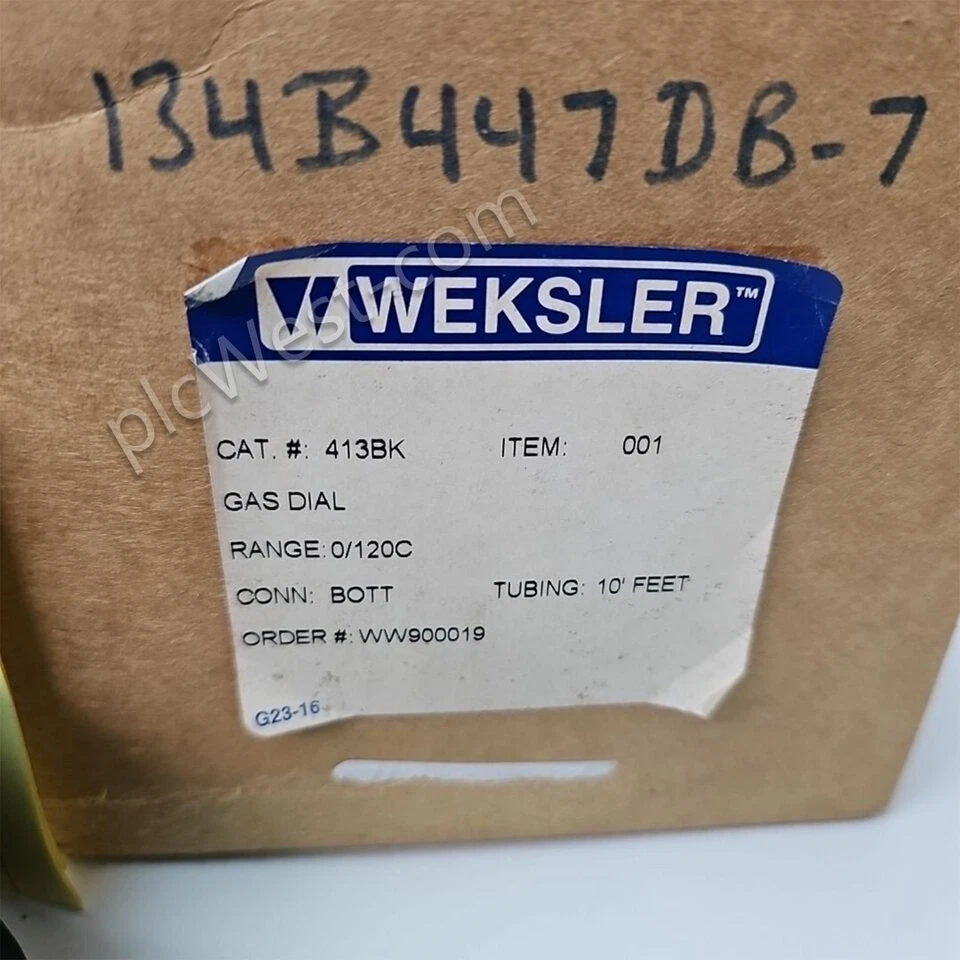 134B447DB-7
WEKSLER™
CAT. #: 413BK ITEM: 001
GAS DIAL
RANGE: 0/120C
CONN: BOTT TUBING: 10' FEET
ORDER #: WW900019
G23-16
plcWest.com